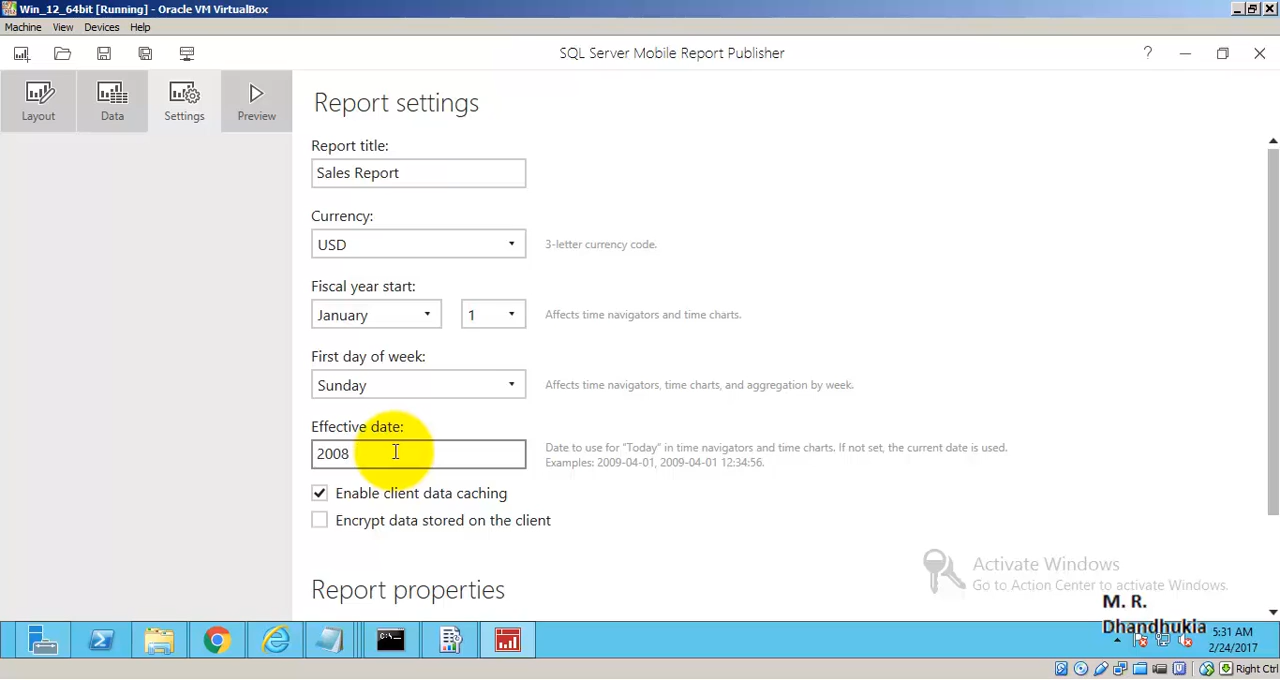 Win_12_64bit [Running] - Oracle VM VirtualBox
Machine View Devices Help
SQL Server Mobile Report Publisher
?
Layout Data Settings Preview
Report settings
Report title:
Sales Report
Currency:
USD 3-letter currency code.
Fiscal year start:
January 1 Affects time navigators and time charts.
First day of week:
Sunday Affects time navigators, time charts, and aggregation by week.
Effective date:
2008 Date to use for "Today" in time navigators and time charts. If not set, the current date is used.
Examples: 2009-04-01, 2009-04-01 12:34:56.
Enable client data caching
Encrypt data stored on the client
Activate Windows
Go to Action Center to activate Windows.
Report properties
M. R.
Dhandhukia
5:31 AM
2/24/2017
Right Ctrl